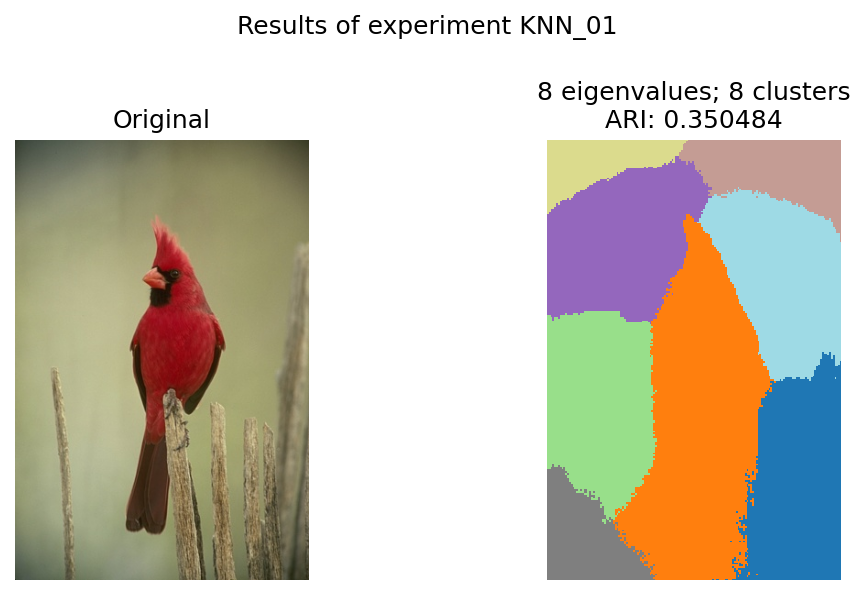 Results of experiment KNN_01
Original
8 eigenvalues; 8 clusters
ARI: 0.350484